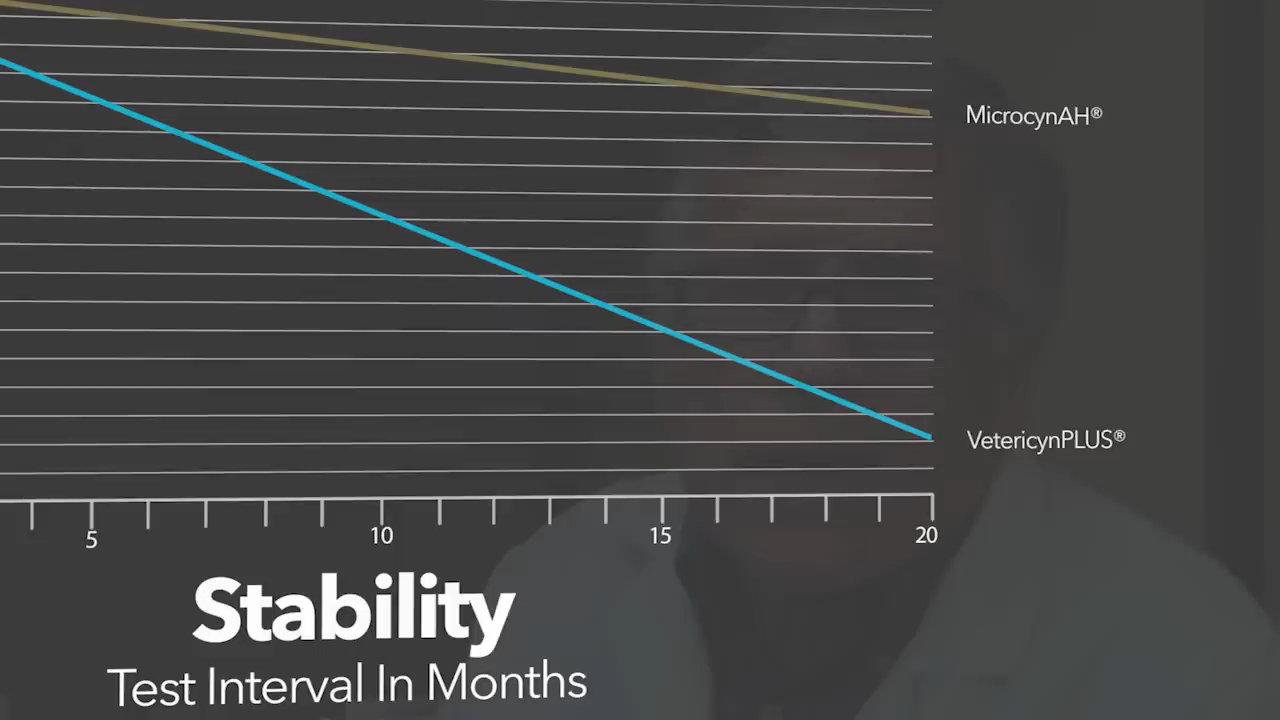 MicrocynAH®
VetericynPLUS®
5 10 15 20
Stability
Test Interval In Months